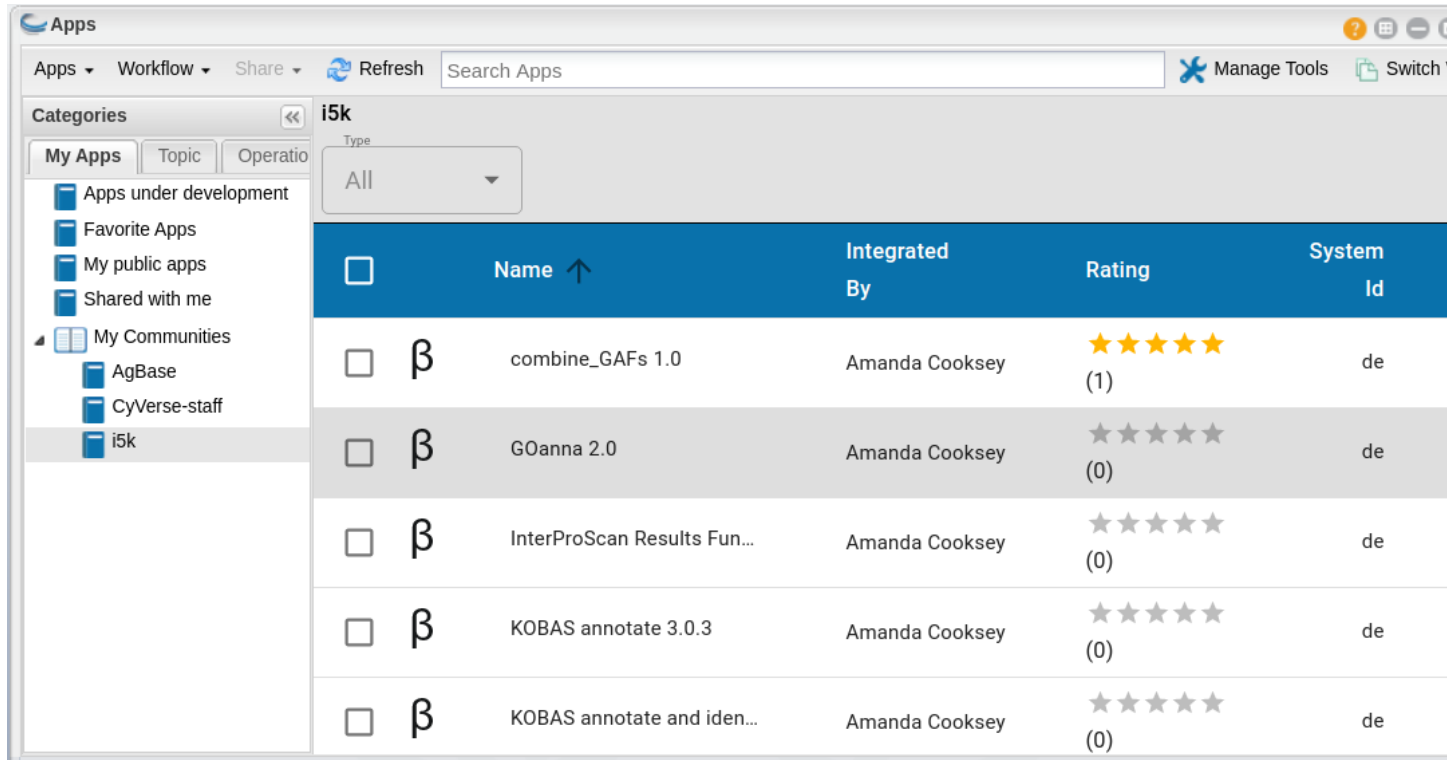 Apps
Apps Workflow Share Refresh Search Apps Manage Tools Switch
Categories
i5k
My Apps Topic Operatio
Type
All
Apps under development
Favorite Apps
My public apps
Shared with me
My Communities
AgBase
CyVerse-staff
i5k
Name Integrated By Rating System Id
β combine_GAFs 1.0 Amanda Cooksey (1) de
β GOanna 2.0 Amanda Cooksey (0) de
β InterProScan Results Fun... Amanda Cooksey (0) de
β KOBAS annotate 3.0.3 Amanda Cooksey (0) de
β KOBAS annotate and iden... Amanda Cooksey (0) de